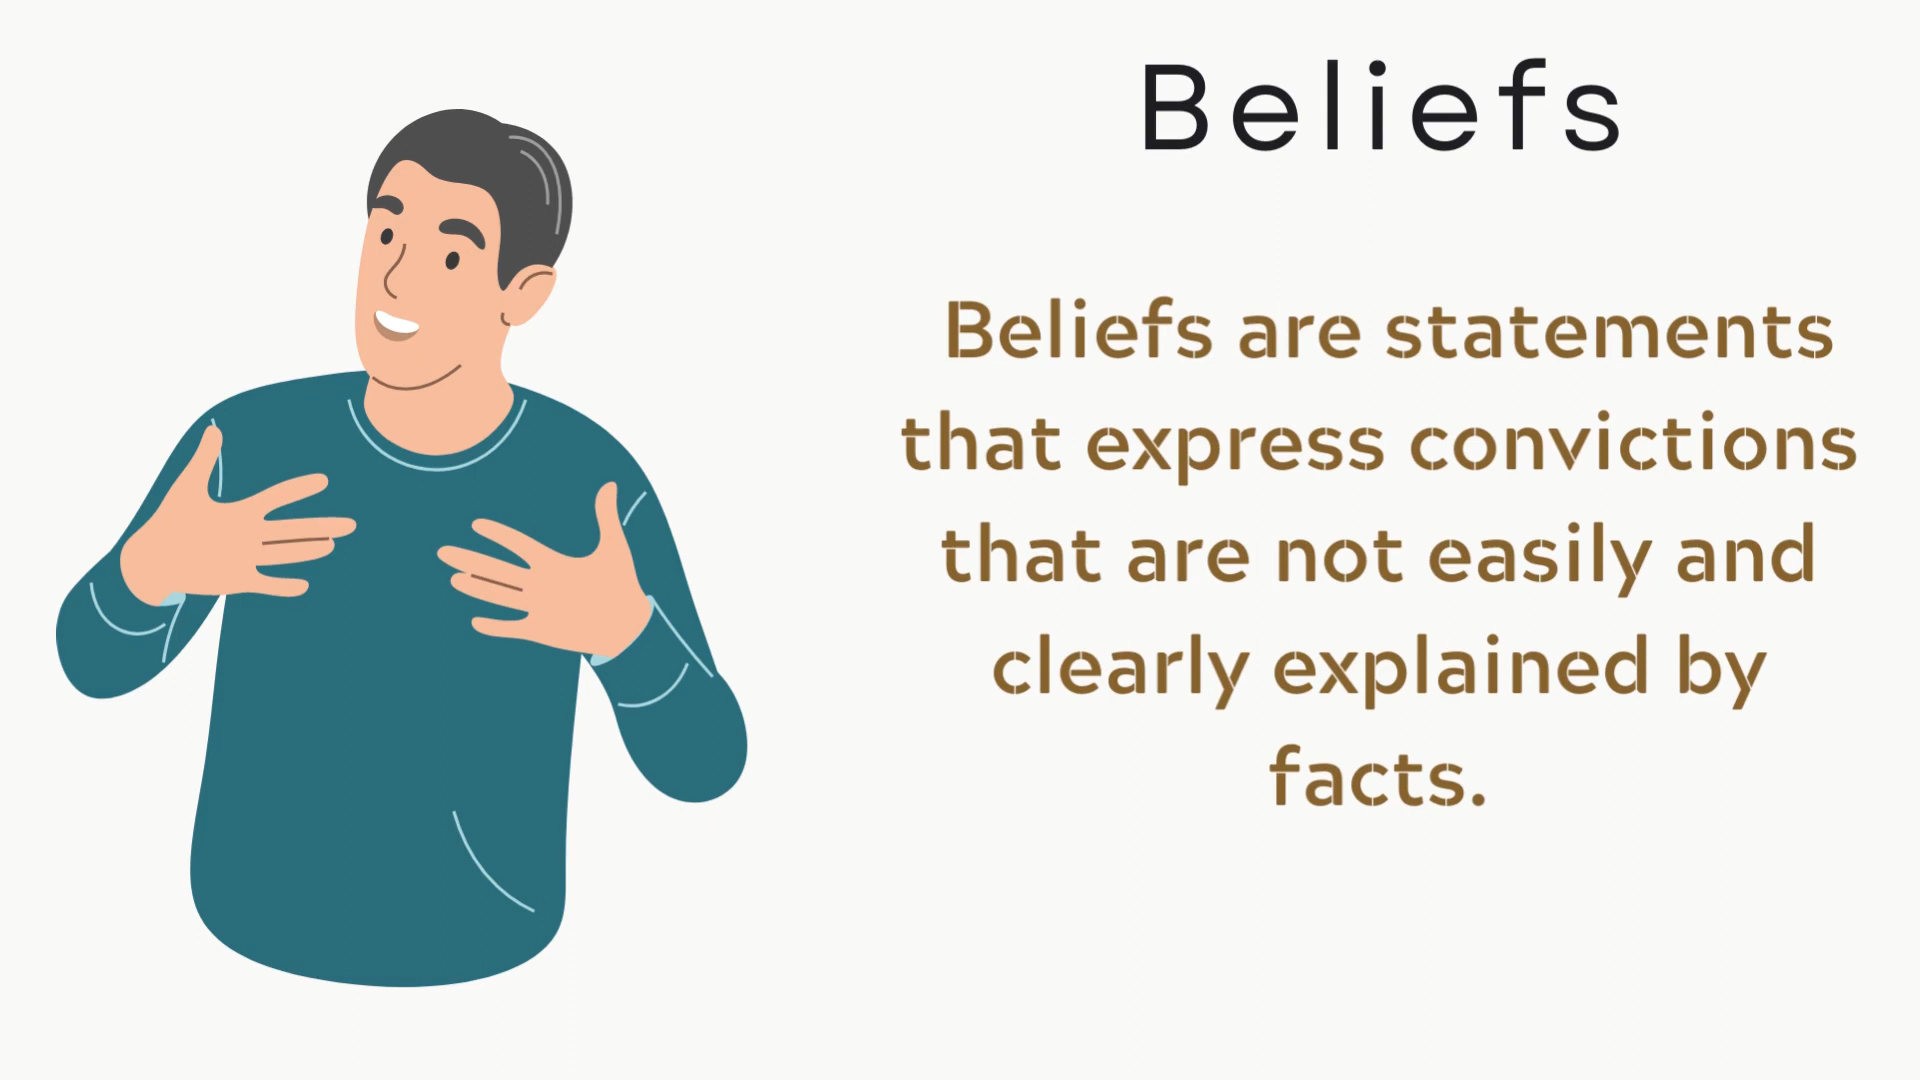 Beliefs
Beliefs are statements
that express convictions
that are not easily and
clearly explained by
facts.